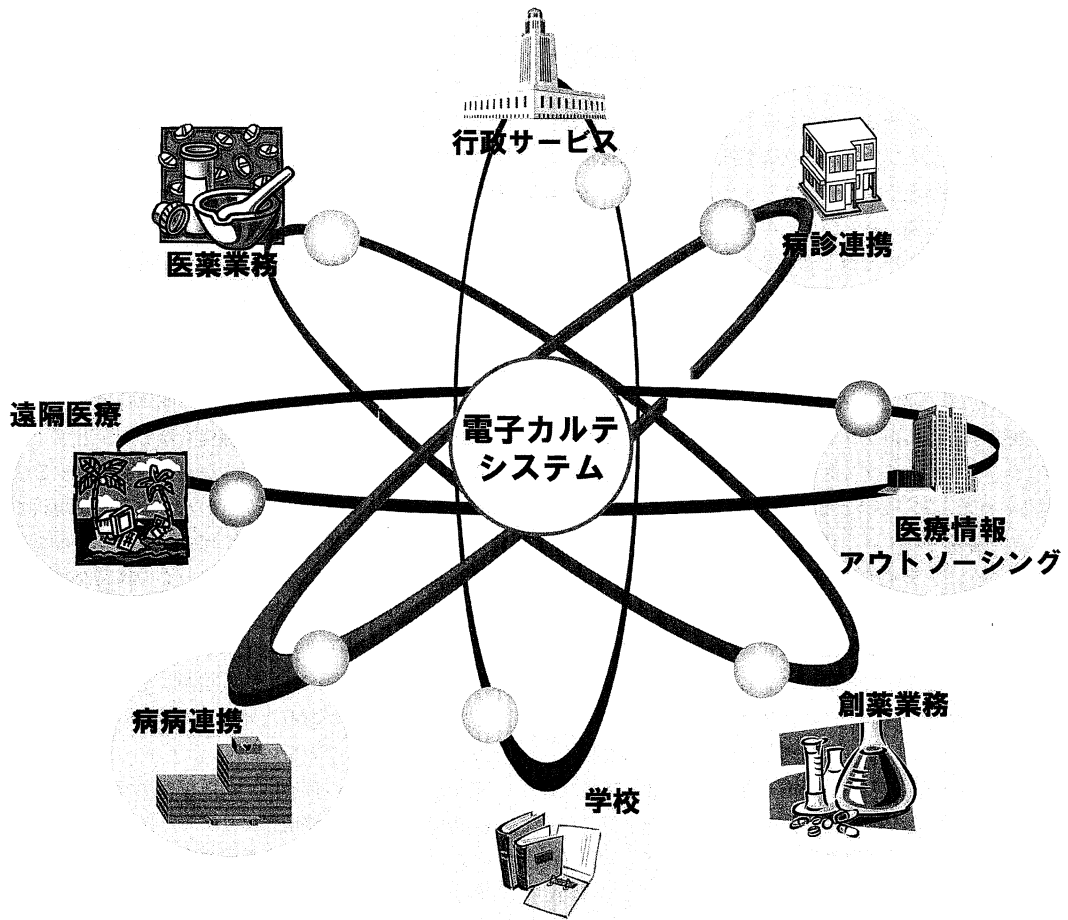 行政サービス
病診連携
医薬業務
遠隔医療
電子カルテ
システム
医療情報
アウトソーシング
創薬業務
病病連携
学校